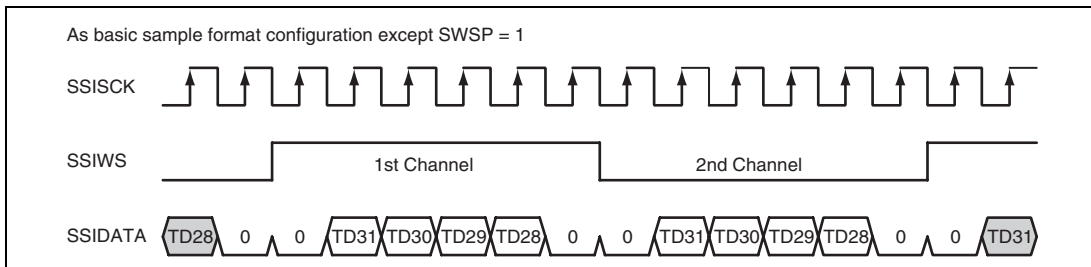 As basic sample format configuration except SWSP = 1
SSISCK
SSIWS 1st Channel 2nd Channel
SSIDATA TD28 0 0 TD31 TD30 TD29 TD28 0 0 TD31 TD30 TD29 TD28 0 0 TD31